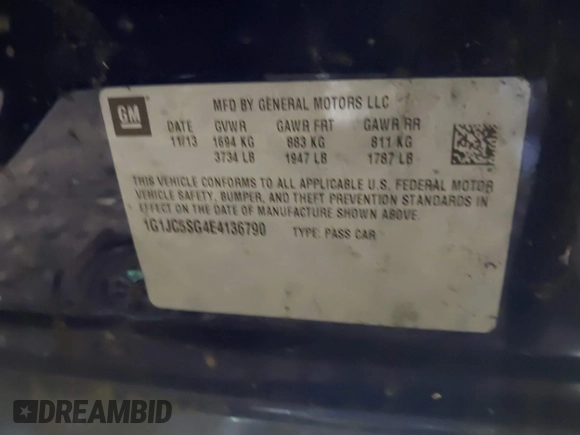 GM
MFD BY GENERAL MOTORS LLC
DATE GVWR GAWR FRT GAWR RR
11/13 1694 KG 883 KG 811 KG
3734 LB 1947 LB 1787 LB
THIS VEHICLE CONFORMS TO ALL APPLICABLE U.S. FEDERAL MOTOR
VEHICLE SAFETY, BUMPER, AND THEFT PREVENTION STANDARDS IN
EFFECT ON THE DATE OF MANUFACTURE SHOWN ABOVE.
1G1JC5SG4E4136790 TYPE: PASS CAR
DREAMBID